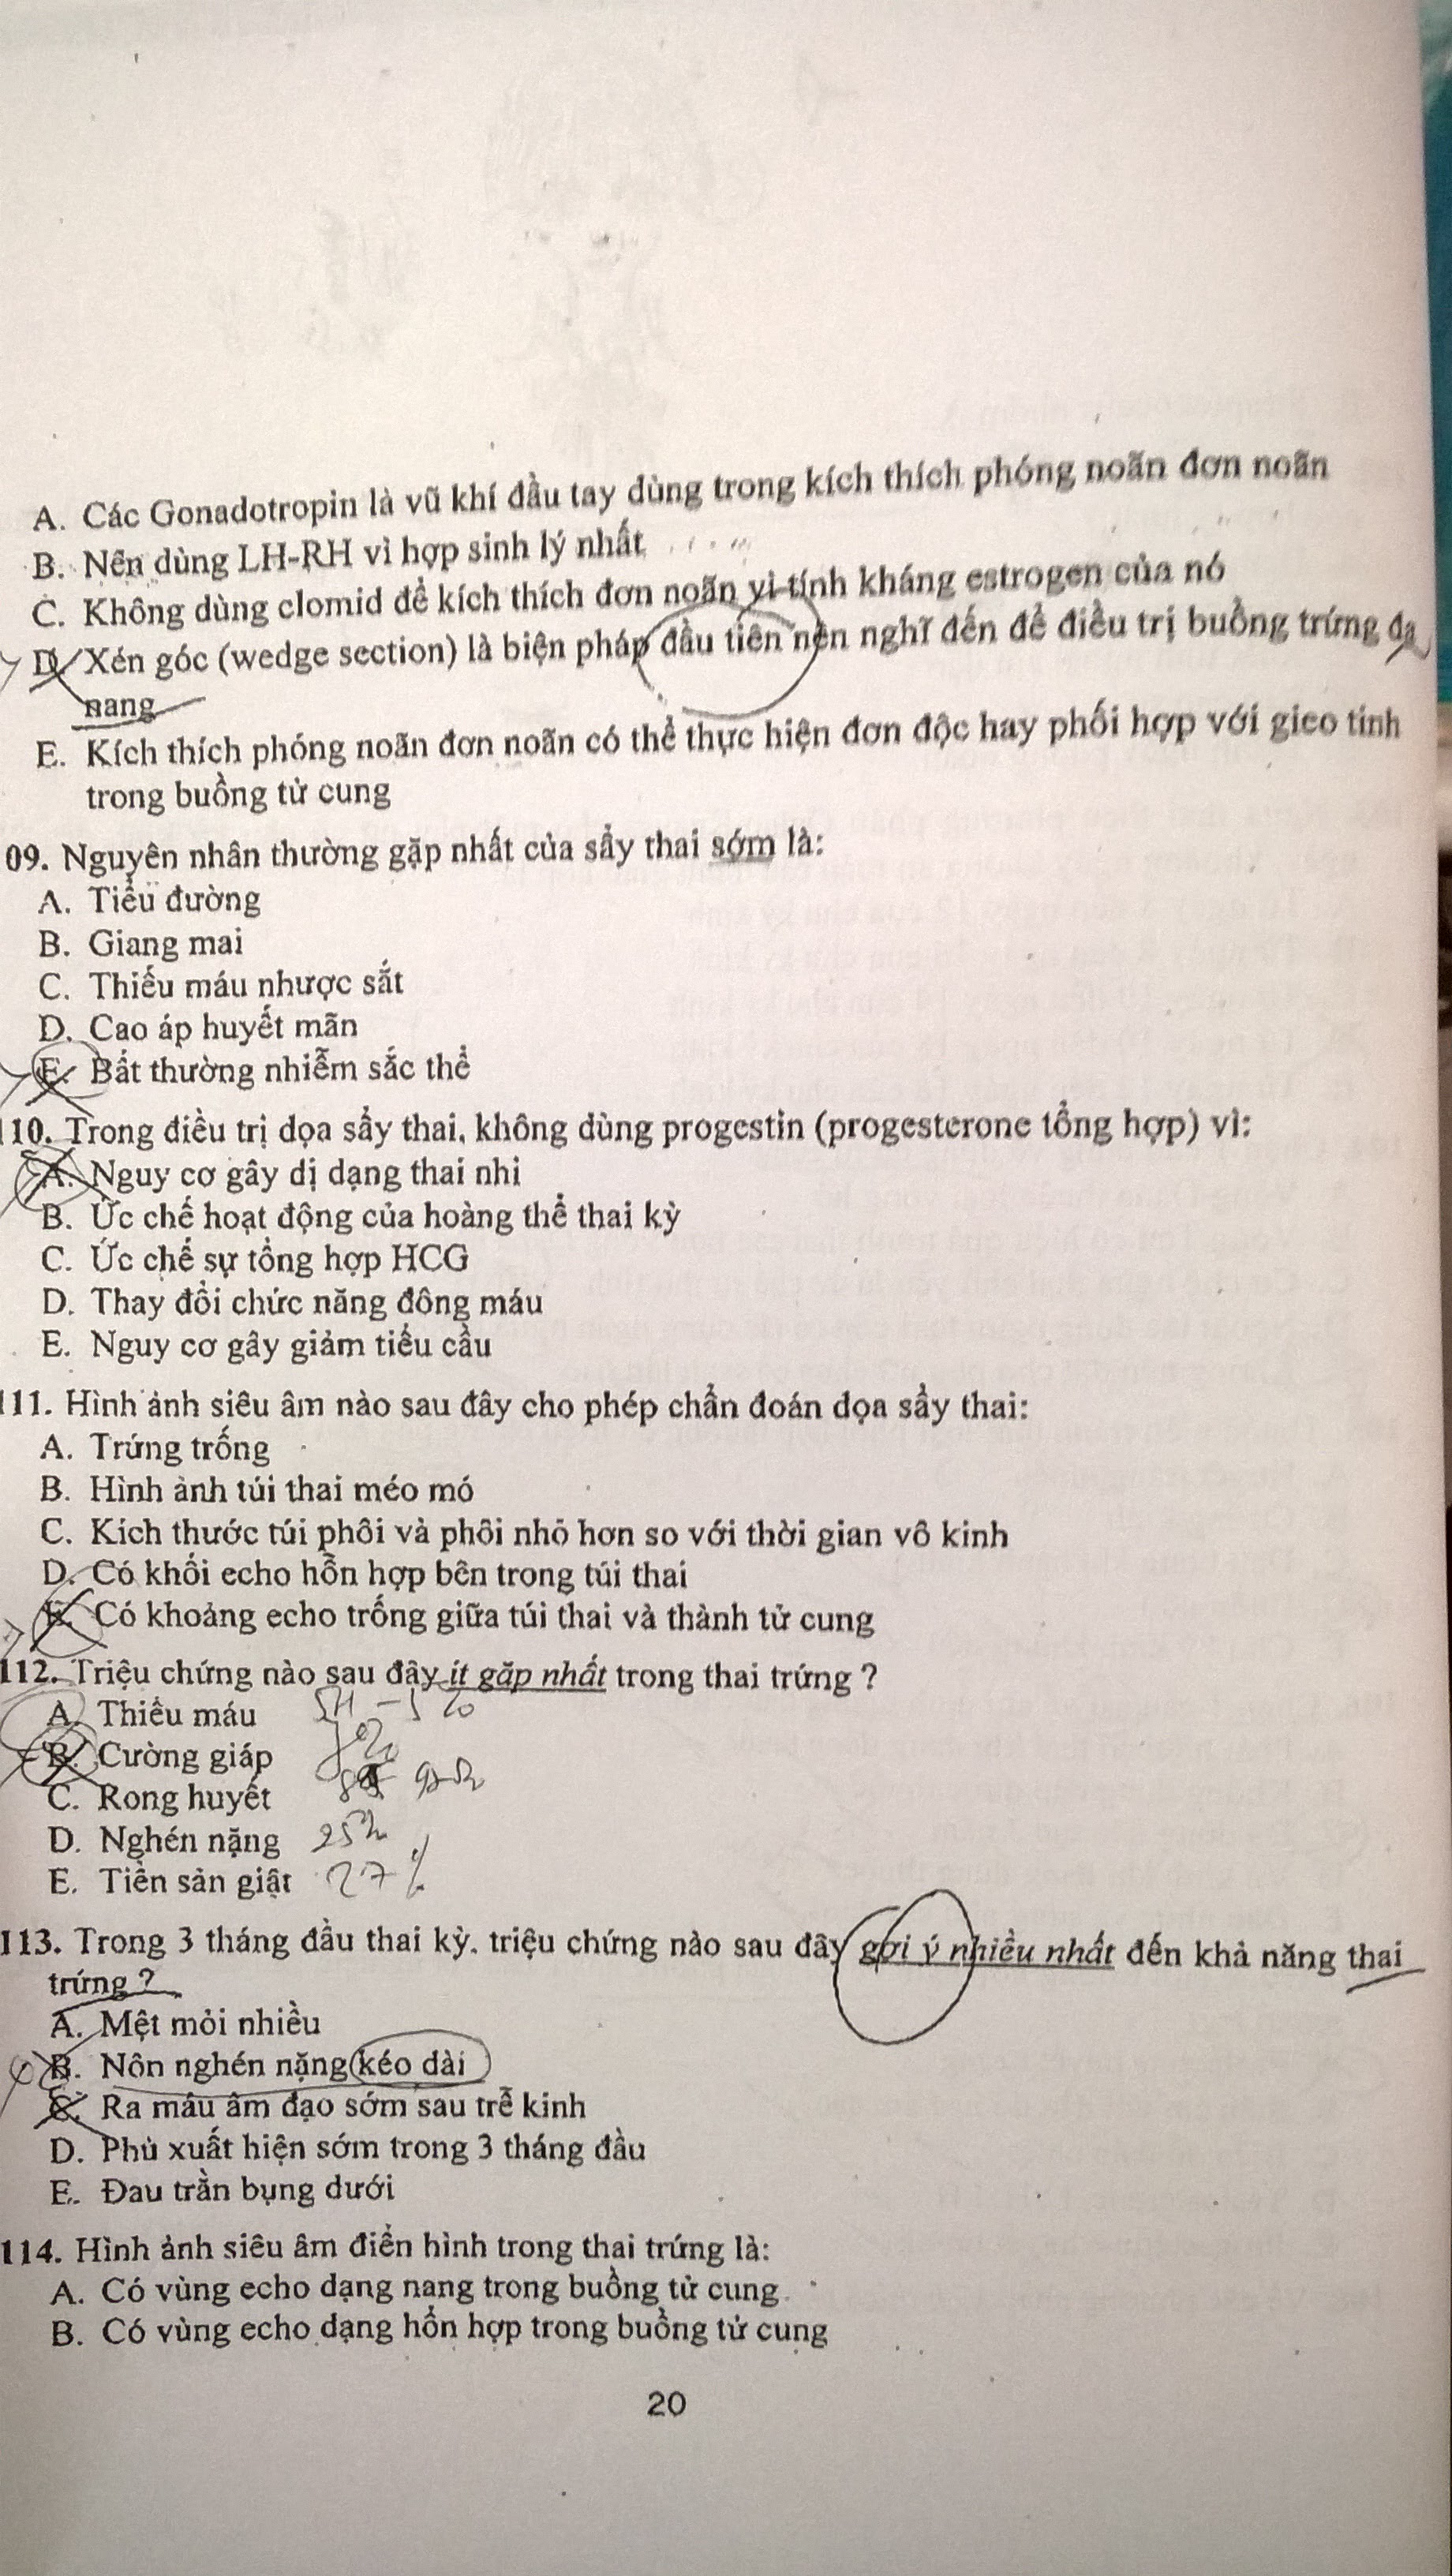 A. Các Gonadotropin là vũ khí đầu tay dùng trong kích thích phóng noãn đơn noãn
B. Nên dùng LH-RH vì hợp sinh lý nhất
C. Không dùng clomid để kích thích đơn noãn vì tính kháng estrogen của nó
D. Xén góc (wedge section) là biện pháp đầu tiên nên nghĩ đến để điều trị buồng trứng đa
nang
E. Kích thích phóng noãn đơn noãn có thể thực hiện đơn độc hay phối hợp với gieo tinh
trong buồng tử cung
09. Nguyên nhân thường gặp nhất của sẩy thai sớm là:
A. Tiểu đường
B. Giang mai
C. Thiếu máu nhược sắt
D. Cao áp huyết mãn
E. Bất thường nhiễm sắc thể
110. Trong điều trị dọa sẩy thai, không dùng progestin (progesterone tổng hợp) vì:
A. Nguy cơ gây dị dạng thai nhi
B. Ức chế hoạt động của hoàng thể thai kỳ
C. Ức chế sự tổng hợp HCG
D. Thay đổi chức năng đông máu
E. Nguy cơ gây giảm tiểu cầu
111. Hình ảnh siêu âm nào sau đây cho phép chẩn đoán dọa sẩy thai:
A. Trứng trống
B. Hình ảnh túi thai méo mó
C. Kích thước túi phôi và phôi nhỏ hơn so với thời gian vô kinh
D. Có khối echo hỗn hợp bên trong túi thai
E. Có khoảng echo trống giữa túi thai và thành tử cung
112. Triệu chứng nào sau đây ít gặp nhất trong thai trứng ?
A. Thiếu máu
B. Cường giáp
C. Rong huyết
D. Nghén nặng 25%
E. Tiền sản giật 27%
113. Trong 3 tháng đầu thai kỳ, triệu chứng nào sau đây gợi ý nhiều nhất đến khả năng thai
trứng ?
A. Mệt mỏi nhiều
B. Nôn nghén nặng kéo dài
C. Ra máu âm đạo sớm sau trễ kinh
D. Phù xuất hiện sớm trong 3 tháng đầu
E. Đau trằn bụng dưới
114. Hình ảnh siêu âm điển hình trong thai trứng là:
A. Có vùng echo dạng nang trong buồng tử cung
B. Có vùng echo dạng hổn hợp trong buồng tử cung
20